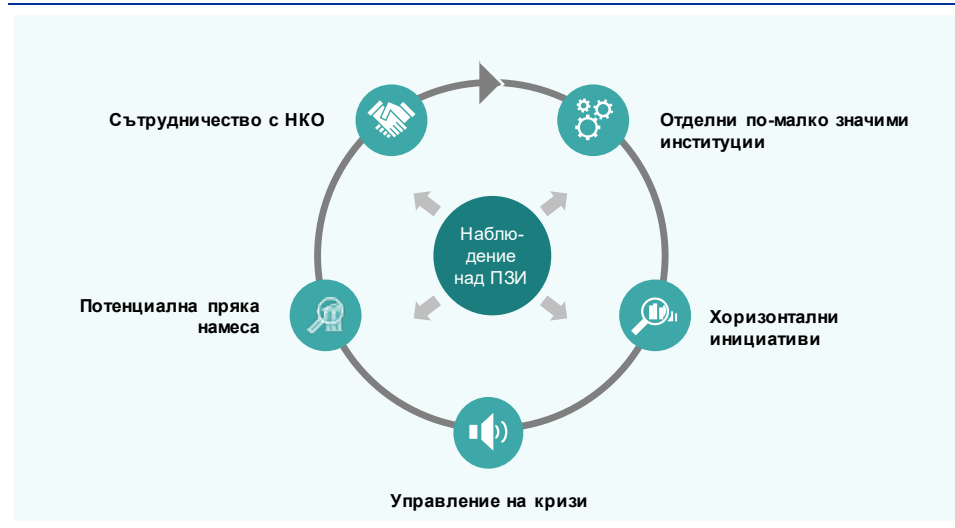 Сътрудничество с НКО
Отделни по-малко значими
институции
Наблю-
дение
над ПЗИ
Потенциална пряка
намеса
Хоризонтални
инициативи
Управление на кризи